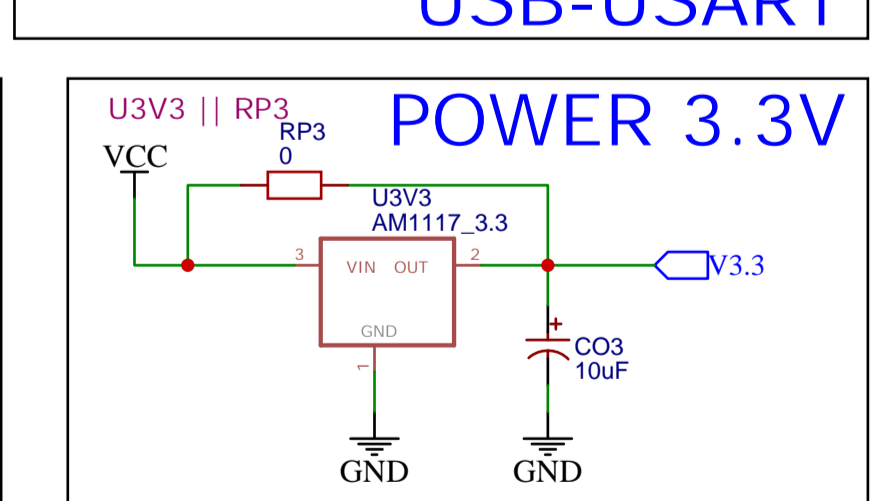 USB-USART
U3V3 || RP3
POWER 3.3V
RP3
0
VCC
U3V3
AM1117_3.3
3
VIN OUT
2
V3.3
GND
1
+
CO3
10uF
GND
GND